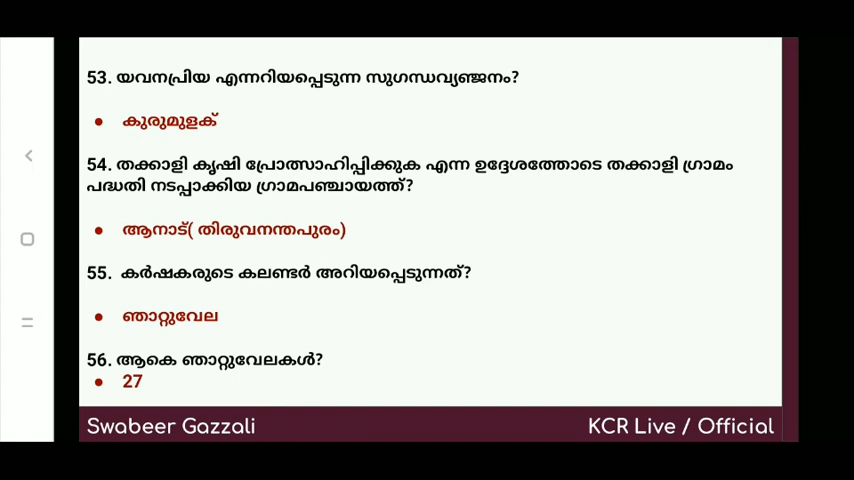 53. യവനപ്രിയ എന്നറിയപ്പെടുന്ന സുഗന്ധവ്യഞ്ജനം?
• കുരുമുളക്
54. തക്കാളി കൃഷി പ്രോത്സാഹിപ്പിക്കുക എന്ന ഉദ്ദേശത്തോടെ തക്കാളി ഗ്രാമം
പദ്ധതി നടപ്പാക്കിയ ഗ്രാമപഞ്ചായത്ത്?
• ആനാട്( തിരുവനന്തപുരം)
55. കർഷകരുടെ കലണ്ടർ അറിയപ്പെടുന്നത്?
• ഞാറ്റുവേല
56. ആകെ ഞാറ്റുവേലകൾ?
• 27
Swabeer Gazzali KCR Live / Official